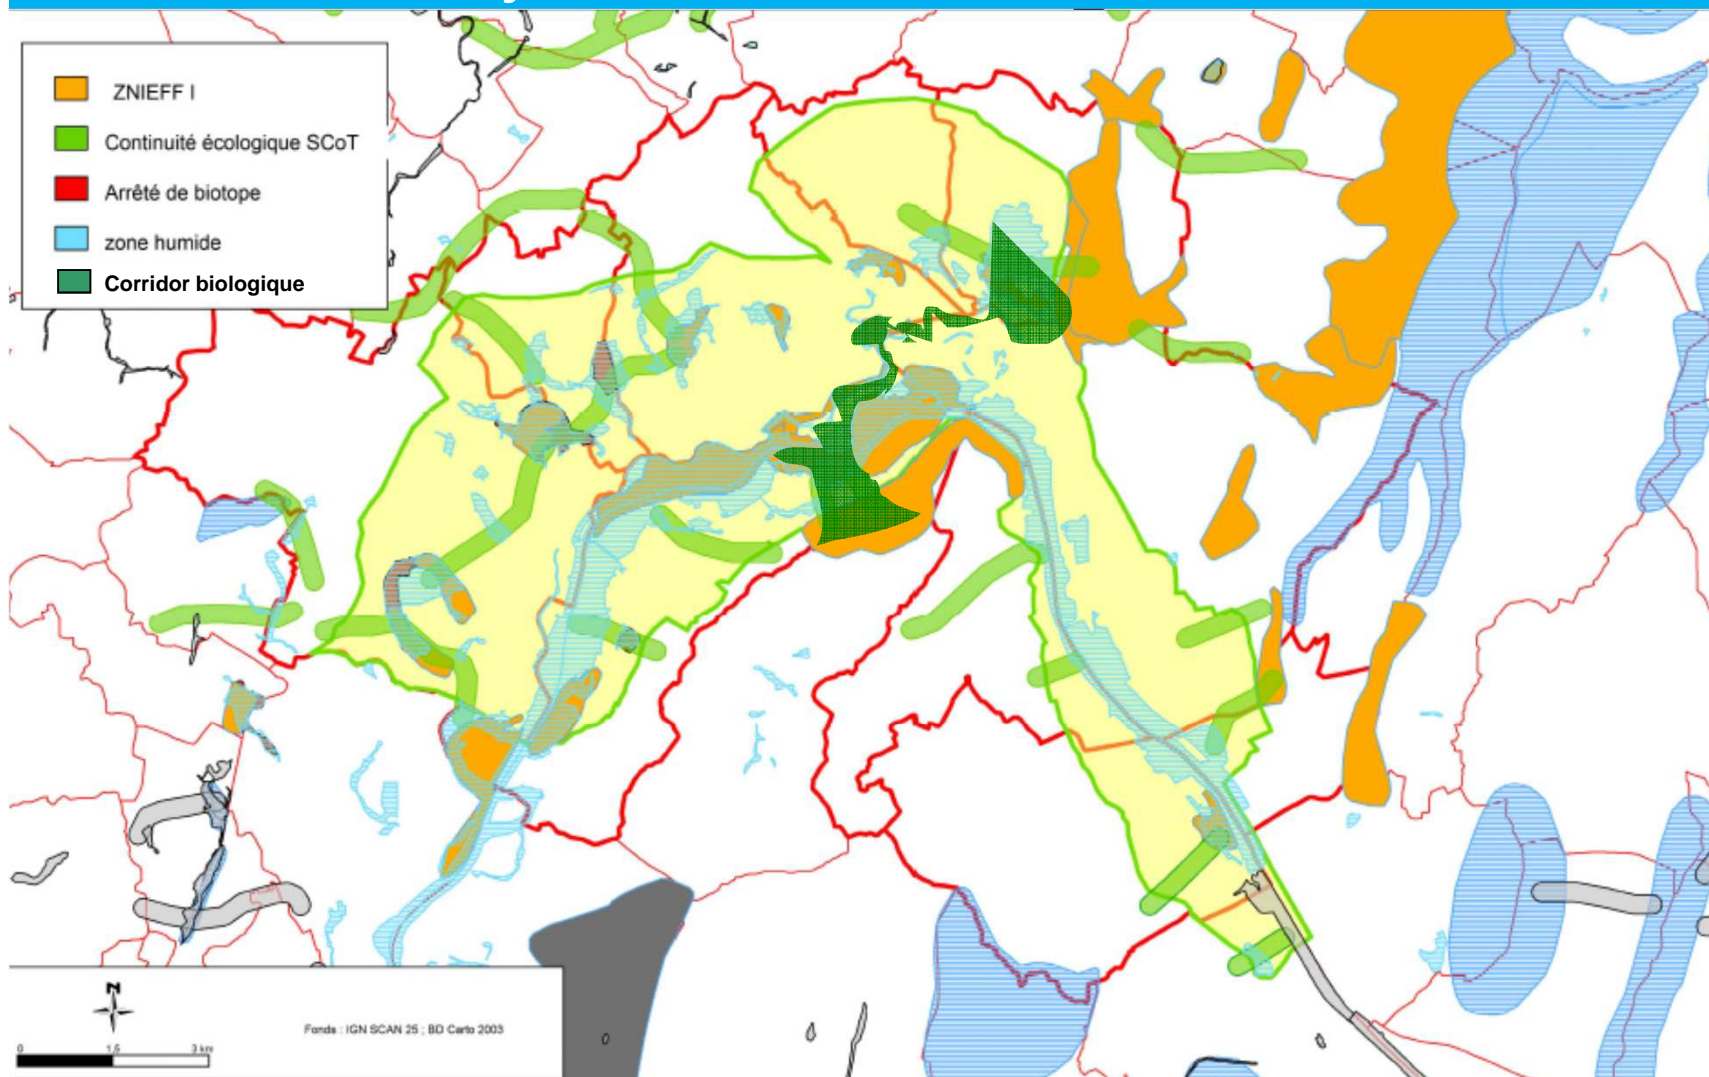 ZNIEFF I
Continuité écologique SCoT
Arrêté de biotope
zone humide
Corridor biologique
N
Fonds : IGN SCAN 25 ; BD Carto 2003
0 1,5 3 km